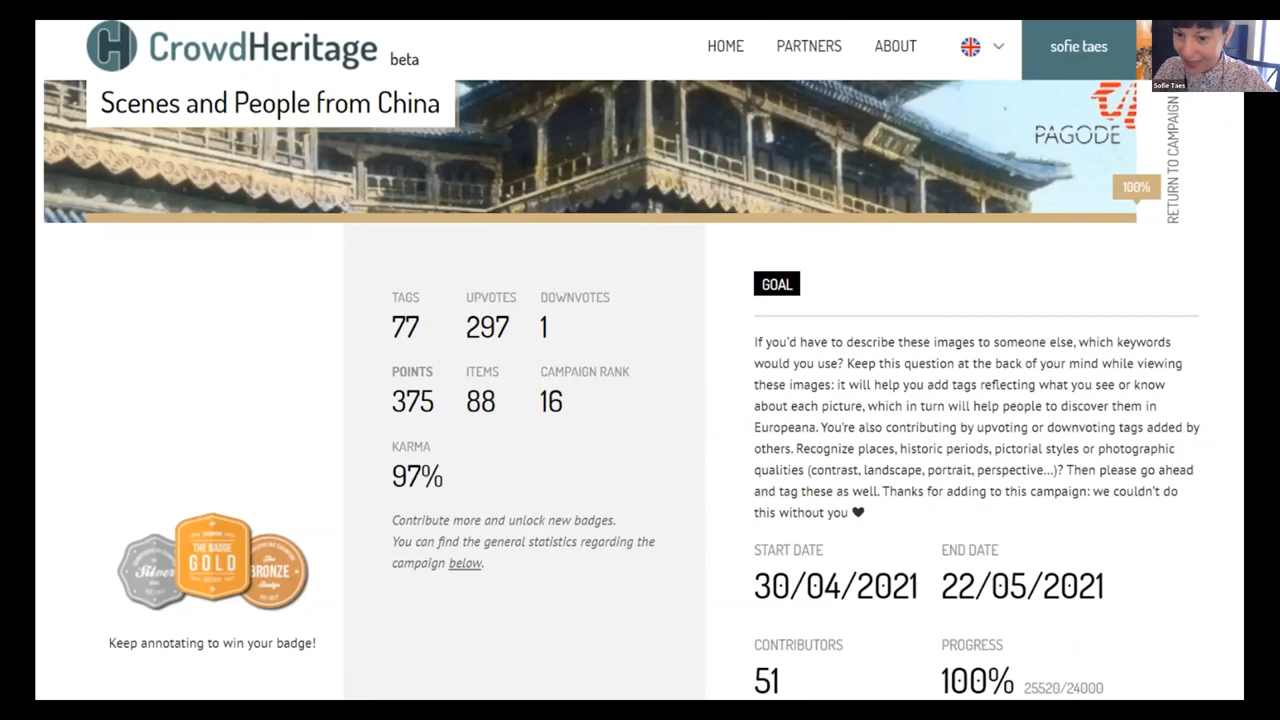 CrowdHeritage beta
HOME PARTNERS ABOUT
sofie taes
Sofie Taes
Scenes and People from China
PAGODE
100%
RETURN TO CAMPAIGN
TAGS UPVOTES DOWNVOTES
77 297 1
POINTS ITEMS CAMPAIGN RANK
375 88 16
KARMA
97%
Contribute more and unlock new badges.
You can find the general statistics regarding the
campaign below.
Silver
THE BADGE
GOLD
The
BRONZE
Keep annotating to win your badge!
GOAL
If you'd have to describe these images to someone else, which keywords
would you use? Keep this question at the back of your mind while viewing
these images: it will help you add tags reflecting what you see or know
about each picture, which in turn will help people to discover them in
Europeana. You're also contributing by upvoting or downvoting tags added by
others. Recognize places, historic periods, pictorial styles or photographic
qualities (contrast, landscape, portrait, perspective...)? Then please go ahead
and tag these as well. Thanks for adding to this campaign: we couldn't do
this without you ♥
START DATE END DATE
30/04/2021 22/05/2021
CONTRIBUTORS PROGRESS
51 100% 25520/24000